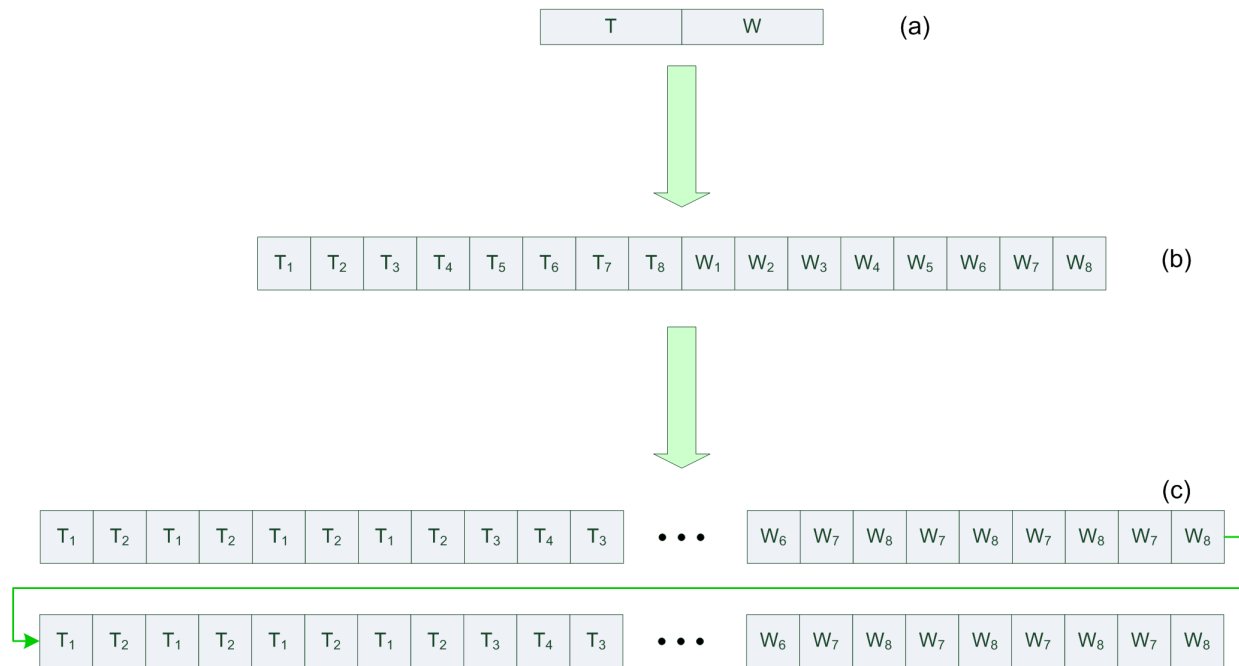 T W (a)
T₁ T₂ T₃ T₄ T₅ T₆ T₇ T₈ W₁ W₂ W₃ W₄ W₅ W₆ W₇ W₈ (b)
(c)
T₁ T₂ T₁ T₂ T₁ T₂ T₁ T₂ T₃ T₄ T₃ • • • W₆ W₇ W₈ W₇ W₈ W₇ W₈ W₇ W₈
T₁ T₂ T₁ T₂ T₁ T₂ T₁ T₂ T₃ T₄ T₃ • • • W₆ W₇ W₈ W₇ W₈ W₇ W₈ W₇ W₈